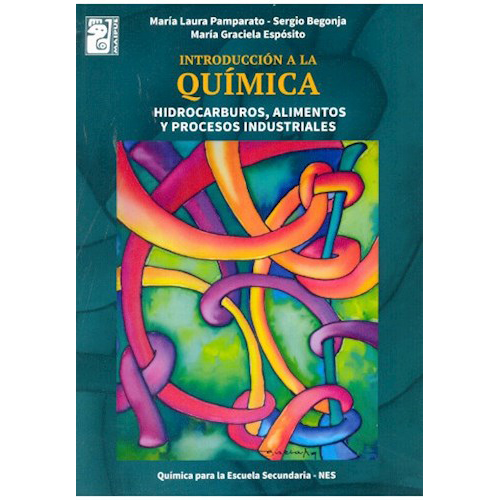 María Laura Pamparato - Sergio Begonja
María Graciela Espósito
MAIPUE
INTRODUCCIÓN A LA
QUÍMICA
HIDROCARBUROS, ALIMENTOS
Y PROCESOS INDUSTRIALES
Química para la Escuela Secundaria - NES